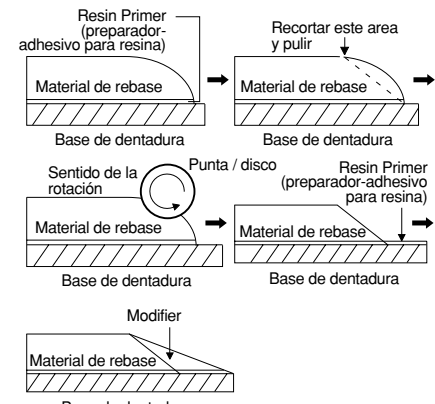 Resin Primer
(preparador-
adhesivo para resina)
Material de rebase
Base de dentadura
Recortar este area
y pulir
Material de rebase
Base de dentadura
Sentido de la
rotación
Punta / disco
Material de rebase
Base de dentadura
Resin Primer
(preparador-adhesivo
para resina)
Material de rebase
Base de dentadura
Modifier
Material de rebase